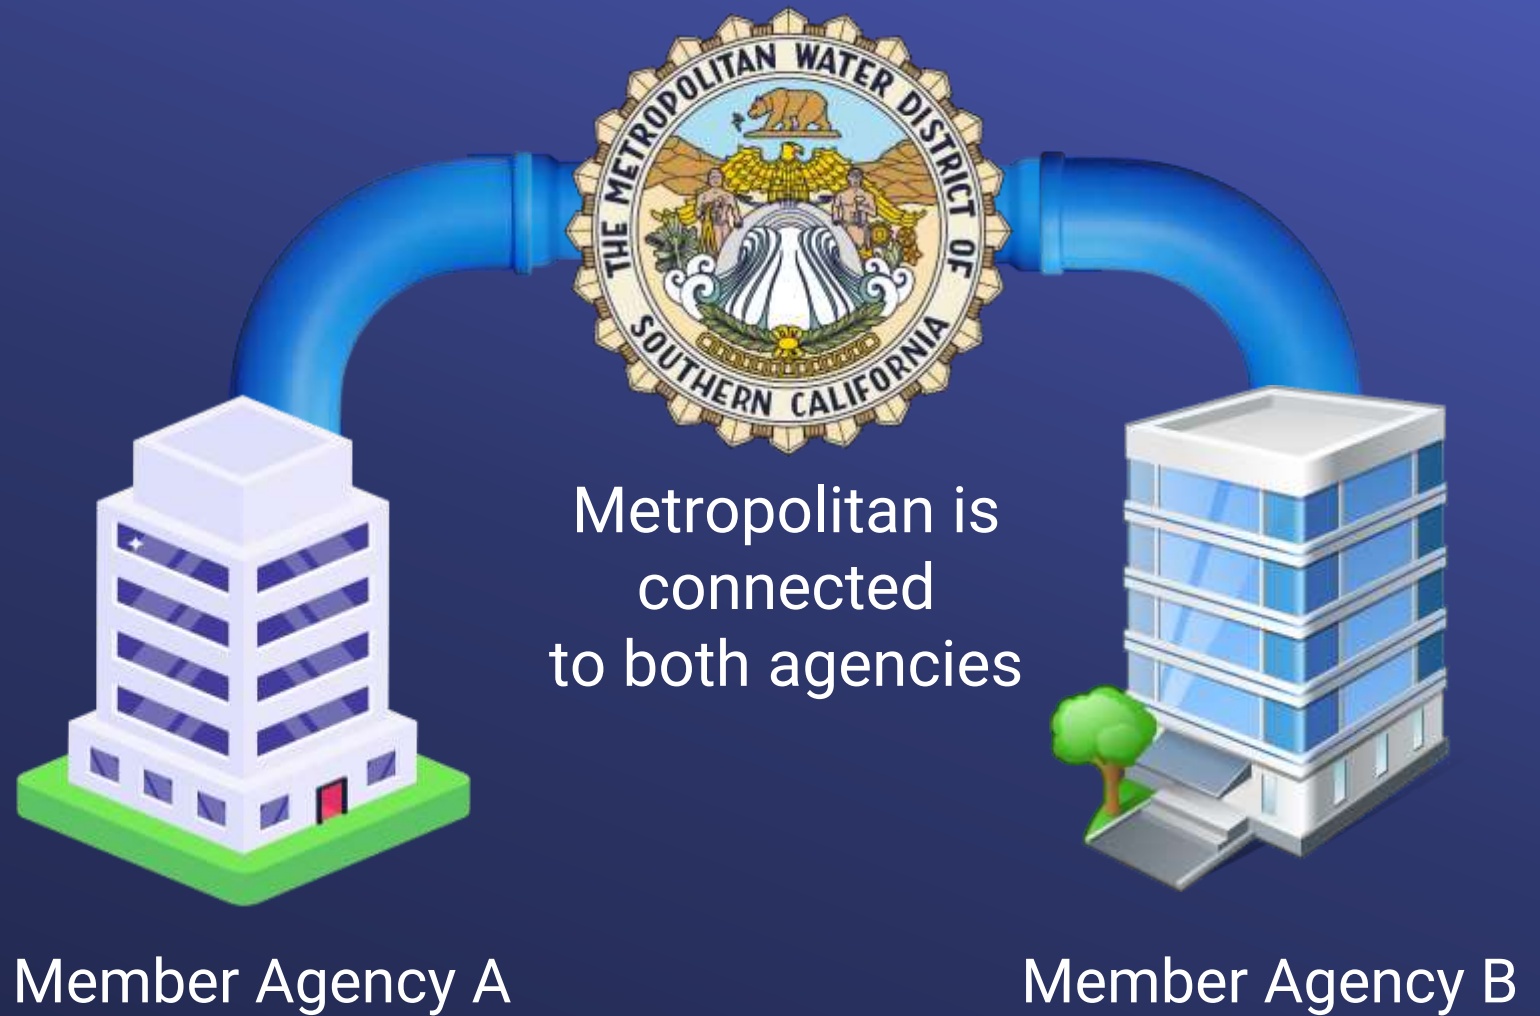 THE METROPOLITAN WATER DISTRICT OF
SOUTHERN CALIFORNIA
Metropolitan is
connected
to both agencies
Member Agency A
Member Agency B